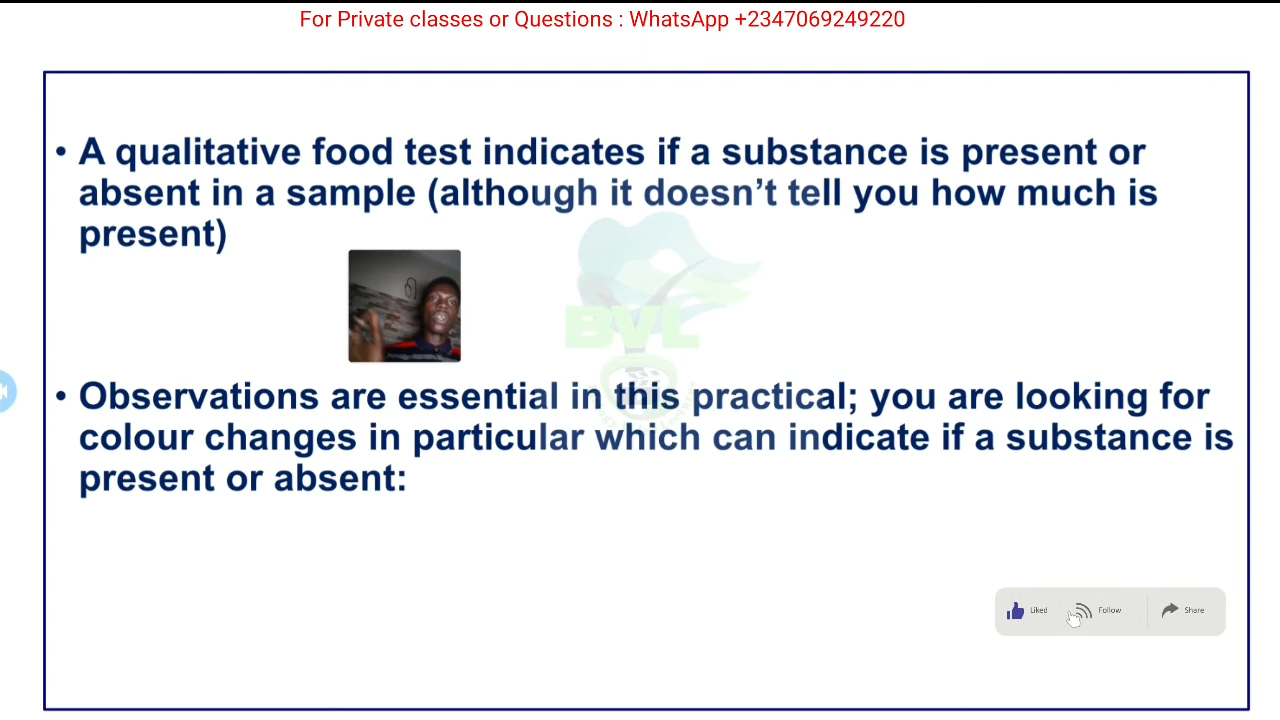 For Private classes or Questions : WhatsApp +2347069249220
• A qualitative food test indicates if a substance is present or
absent in a sample (although it doesn’t tell you how much is
present)
BVL
• Observations are essential in this practical; you are looking for
colour changes in particular which can indicate if a substance is
present or absent:
Liked
Follow
Share